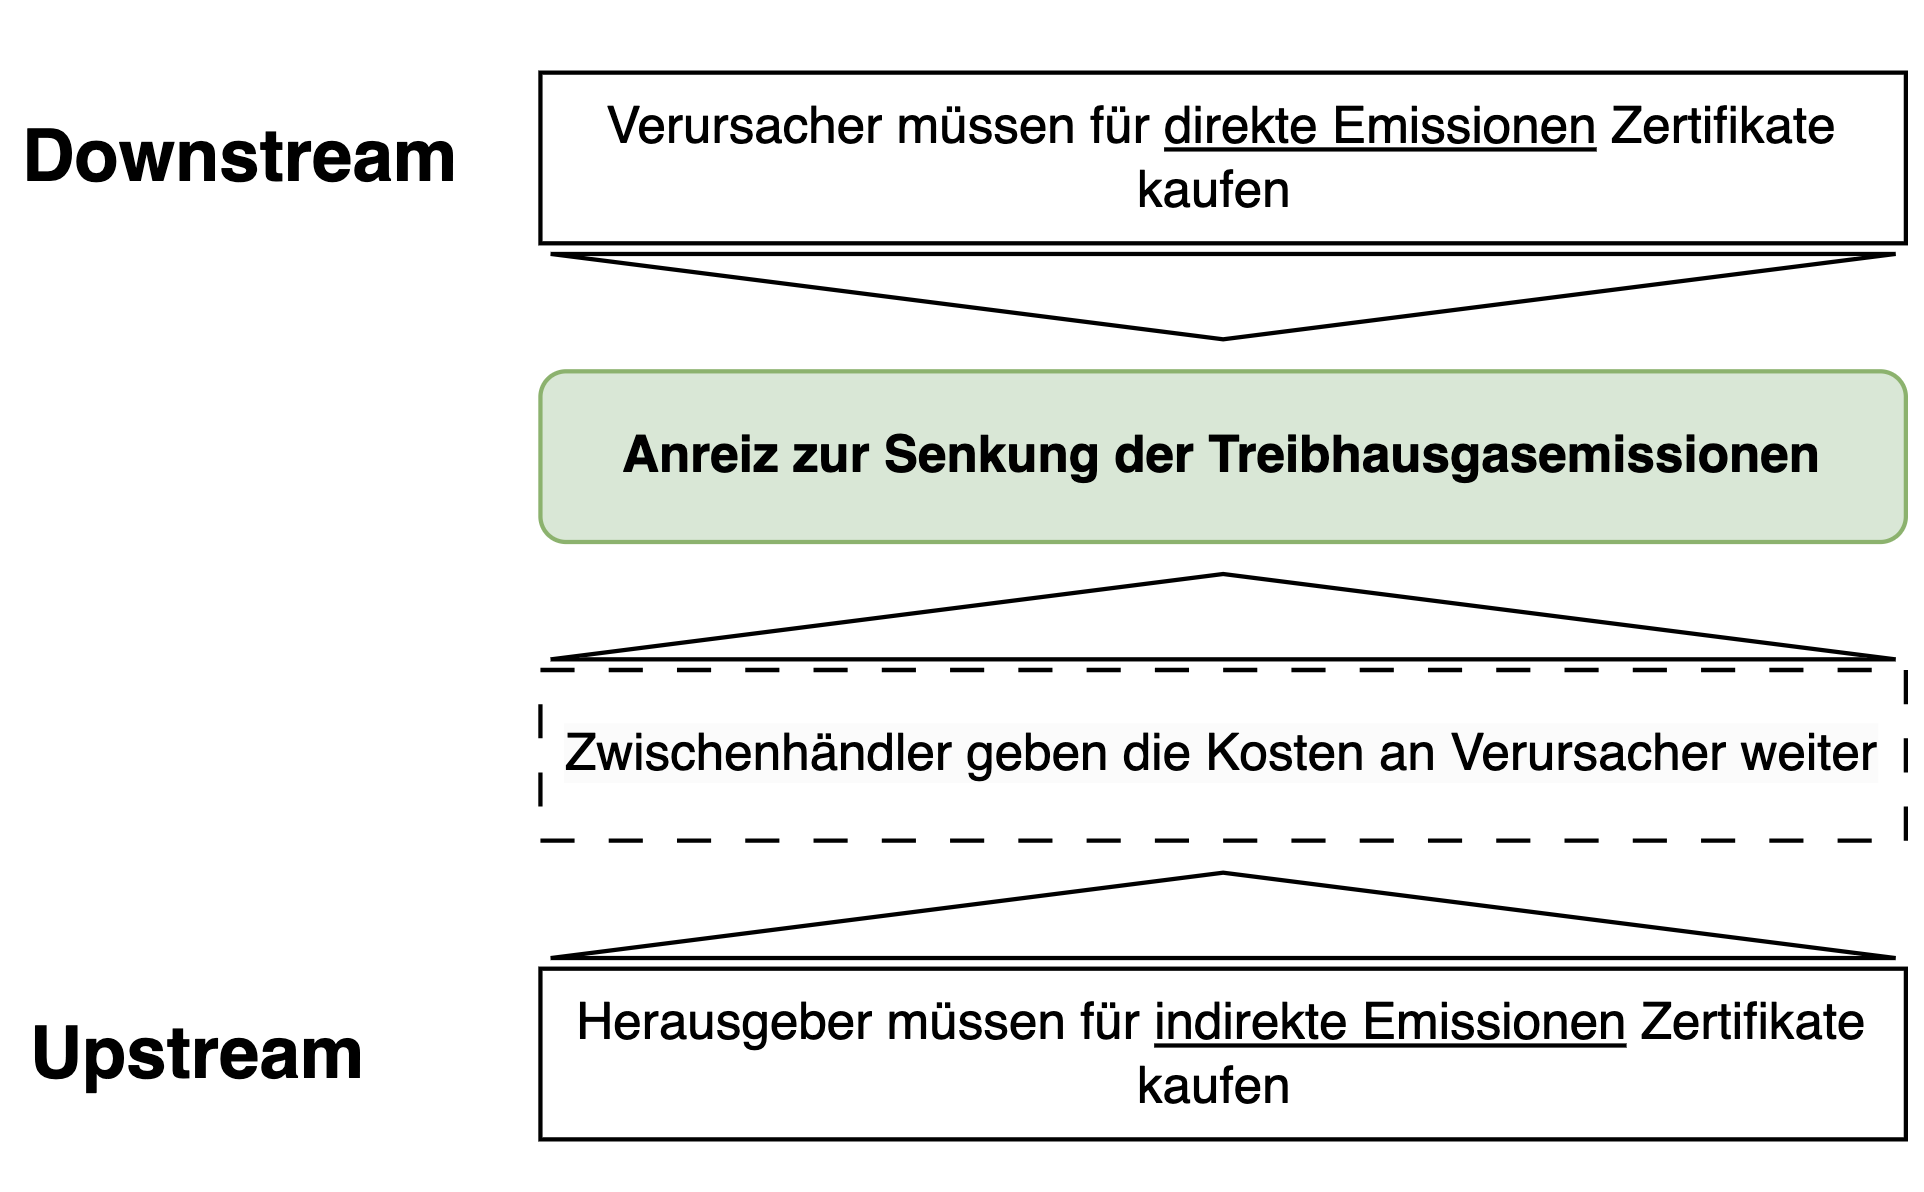 Downstream
Verursacher müssen für direkte Emissionen Zertifikate
kaufen
Anreiz zur Senkung der Treibhausgasemissionen
Zwischenhändler geben die Kosten an Verursacher weiter
Upstream
Herausgeber müssen für indirekte Emissionen Zertifikate
kaufen